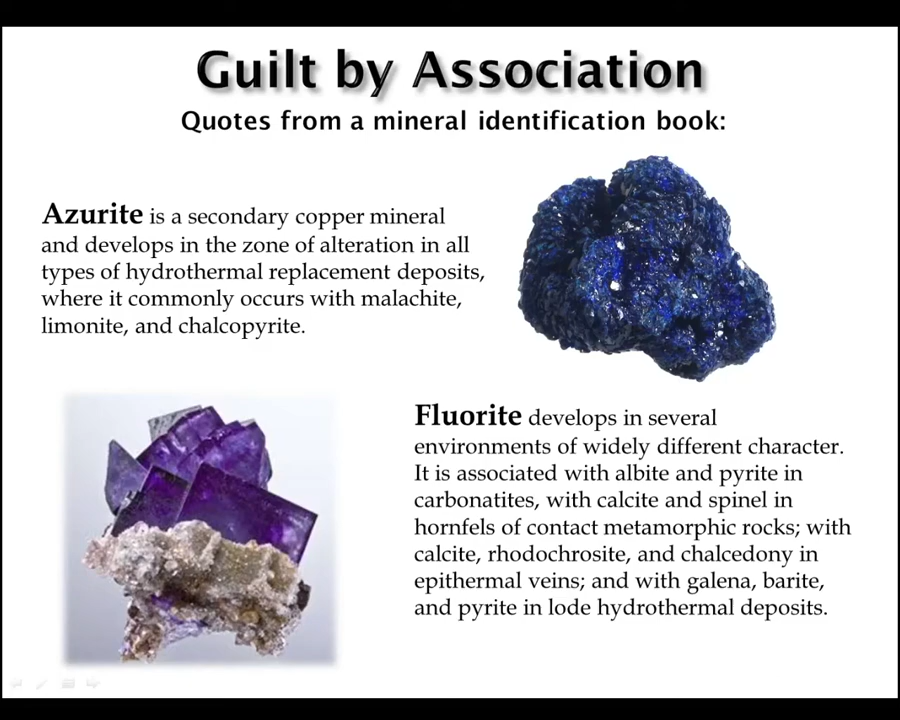 Guilt by Association
Quotes from a mineral identification book:
Azurite is a secondary copper mineral
and develops in the zone of alteration in all
types of hydrothermal replacement deposits,
where it commonly occurs with malachite,
limonite, and chalcopyrite.
Fluorite develops in several
environments of widely different character.
It is associated with albite and pyrite in
carbonatites, with calcite and spinel in
hornfels of contact metamorphic rocks; with
calcite, rhodochrosite, and chalcedony in
epithermal veins; and with galena, barite,
and pyrite in lode hydrothermal deposits.